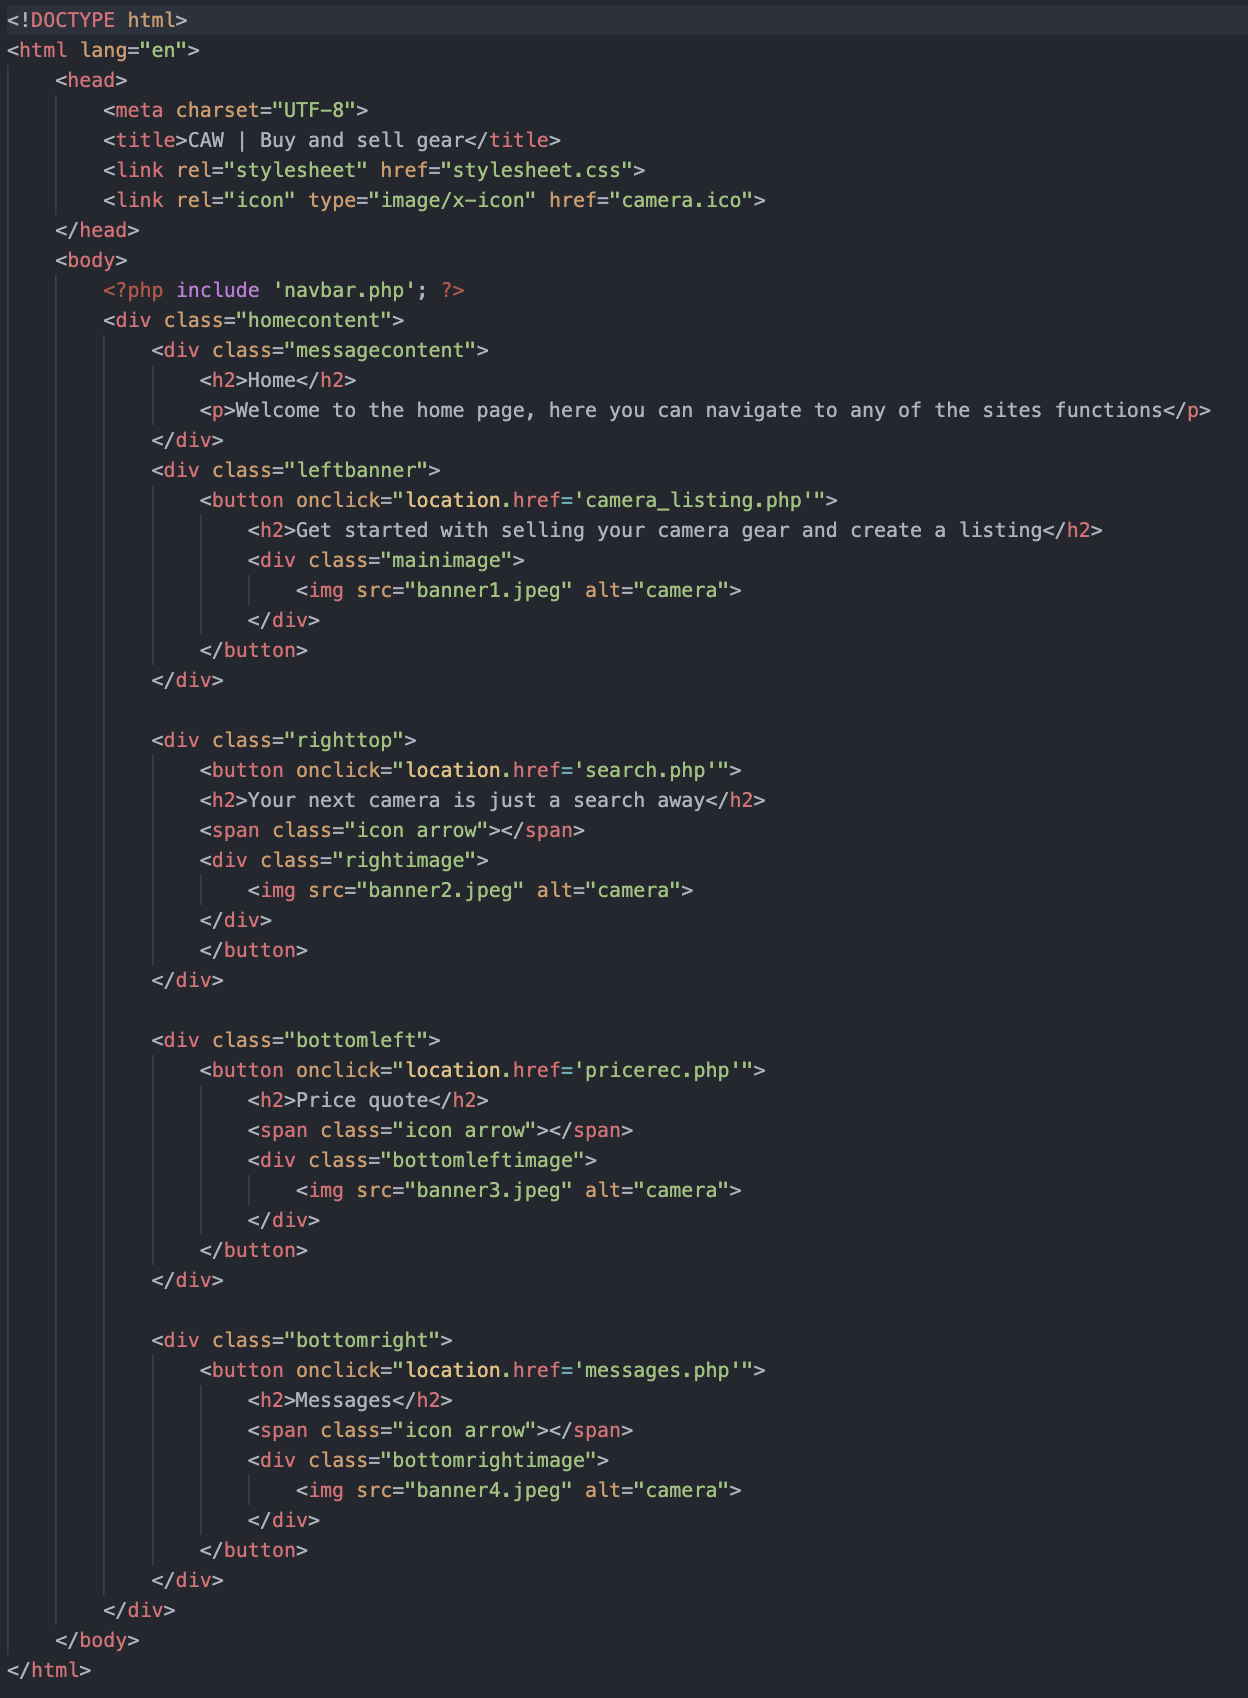 <!DOCTYPE html>
<html lang="en">
    <head>
        <meta charset="UTF-8">
        <title>CAW | Buy and sell gear</title>
        <link rel="stylesheet" href="stylesheet.css">
        <link rel="icon" type="image/x-icon" href="camera.ico">
    </head>
    <body>
        <?php include 'navbar.php'; ?>
        <div class="homecontent">
            <div class="messagecontent">
                <h2>Home</h2>
                <p>Welcome to the home page, here you can navigate to any of the sites functions</p>
            </div>
            <div class="leftbanner">
                <button onclick="location.href='camera_listing.php'">
                    <h2>Get started with selling your camera gear and create a listing</h2>
                    <div class="mainimage">
                        <img src="banner1.jpeg" alt="camera">
                    </div>
                </button>
            </div>

            <div class="righttop">
                <button onclick="location.href='search.php'">
                <h2>Your next camera is just a search away</h2>
                <span class="icon arrow"></span>
                <div class="rightimage">
                    <img src="banner2.jpeg" alt="camera">
                </div>
                </button>
            </div>

            <div class="bottomleft">
                <button onclick="location.href='pricerec.php'">
                    <h2>Price quote</h2>
                    <span class="icon arrow"></span>
                    <div class="bottomleftimage">
                        <img src="banner3.jpeg" alt="camera">
                    </div>
                </button>
            </div>

            <div class="bottomright">
                <button onclick="location.href='messages.php'">
                    <h2>Messages</h2>
                    <span class="icon arrow"></span>
                    <div class="bottomrightimage">
                        <img src="banner4.jpeg" alt="camera">
                    </div>
                </button>
            </div>
        </div>
    </body>
</html>